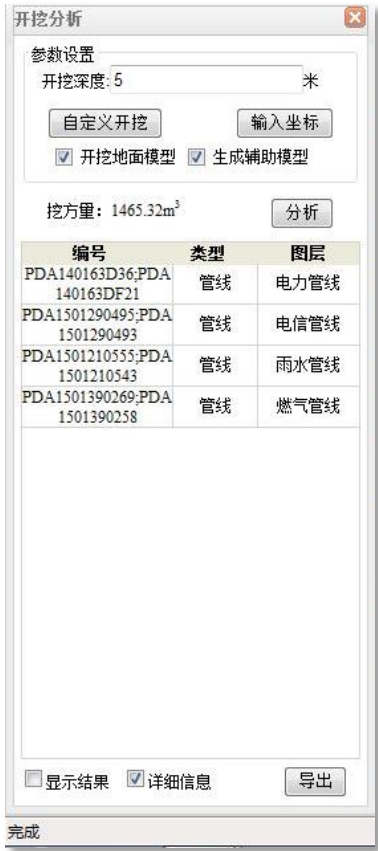 开挖分析
参数设置
开挖深度: 5 米
自定义开挖 输入坐标
开挖地面模型 生成辅助模型
挖方量：1465.32m³ 分析
编号 类型 图层
PDA140163D36;PDA
140163DF21 管线 电力管线
PDA1501290495;PDA
1501290493 管线 电信管线
PDA1501210555;PDA
1501210543 管线 雨水管线
PDA1501390269;PDA
1501390258 管线 燃气管线
显示结果 详细信息 导出
完成